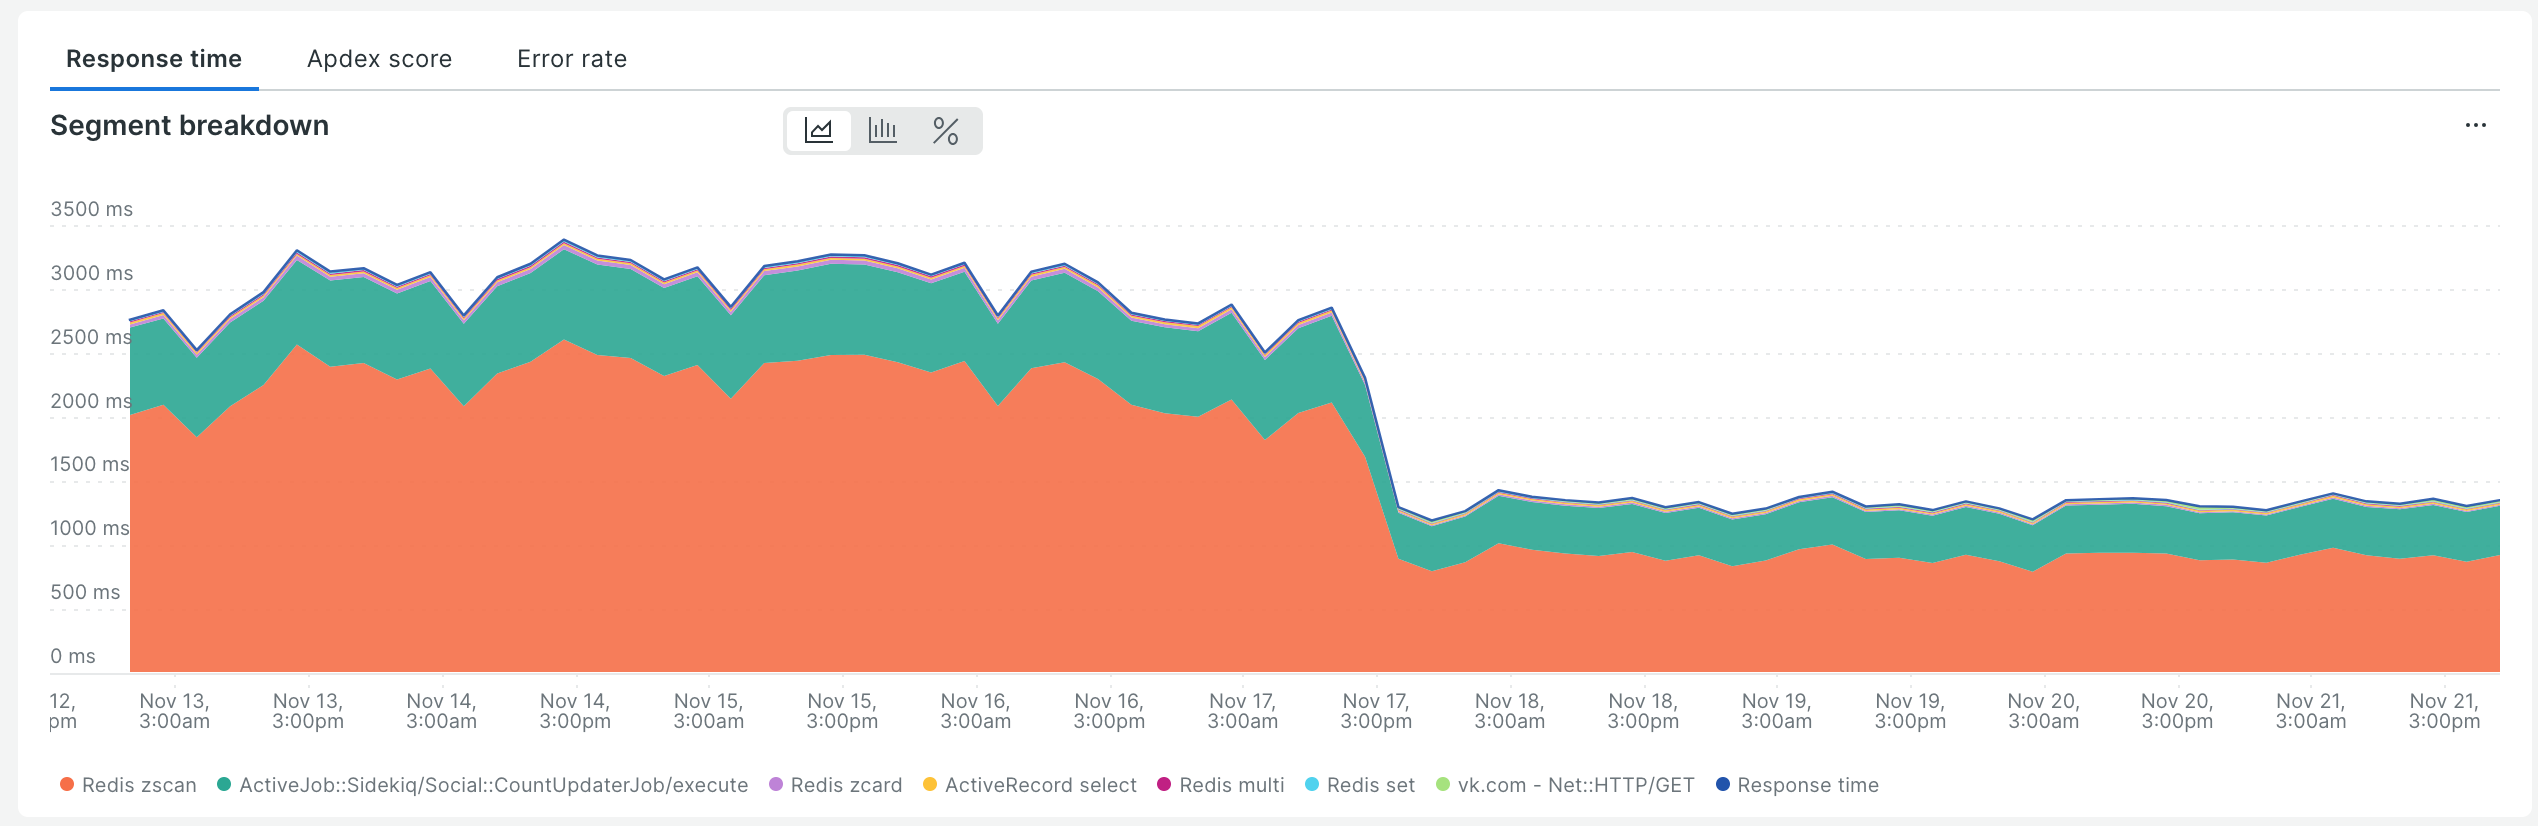 Response time Apdex score Error rate
Segment breakdown
3500 ms
3000 ms
2500 ms
2000 ms
1500 ms
1000 ms
500 ms
0 ms
12, pm
Nov 13, 3:00am
Nov 13, 3:00pm
Nov 14, 3:00am
Nov 14, 3:00pm
Nov 15, 3:00am
Nov 15, 3:00pm
Nov 16, 3:00am
Nov 16, 3:00pm
Nov 17, 3:00am
Nov 17, 3:00pm
Nov 18, 3:00am
Nov 18, 3:00pm
Nov 19, 3:00am
Nov 19, 3:00pm
Nov 20, 3:00am
Nov 20, 3:00pm
Nov 21, 3:00am
Nov 21, 3:00pm
Redis zscan ActiveJob::Sidekiq/Social::CountUpdaterJob/execute Redis zcard ActiveRecord select Redis multi Redis set vk.com - Net::HTTP/GET Response time